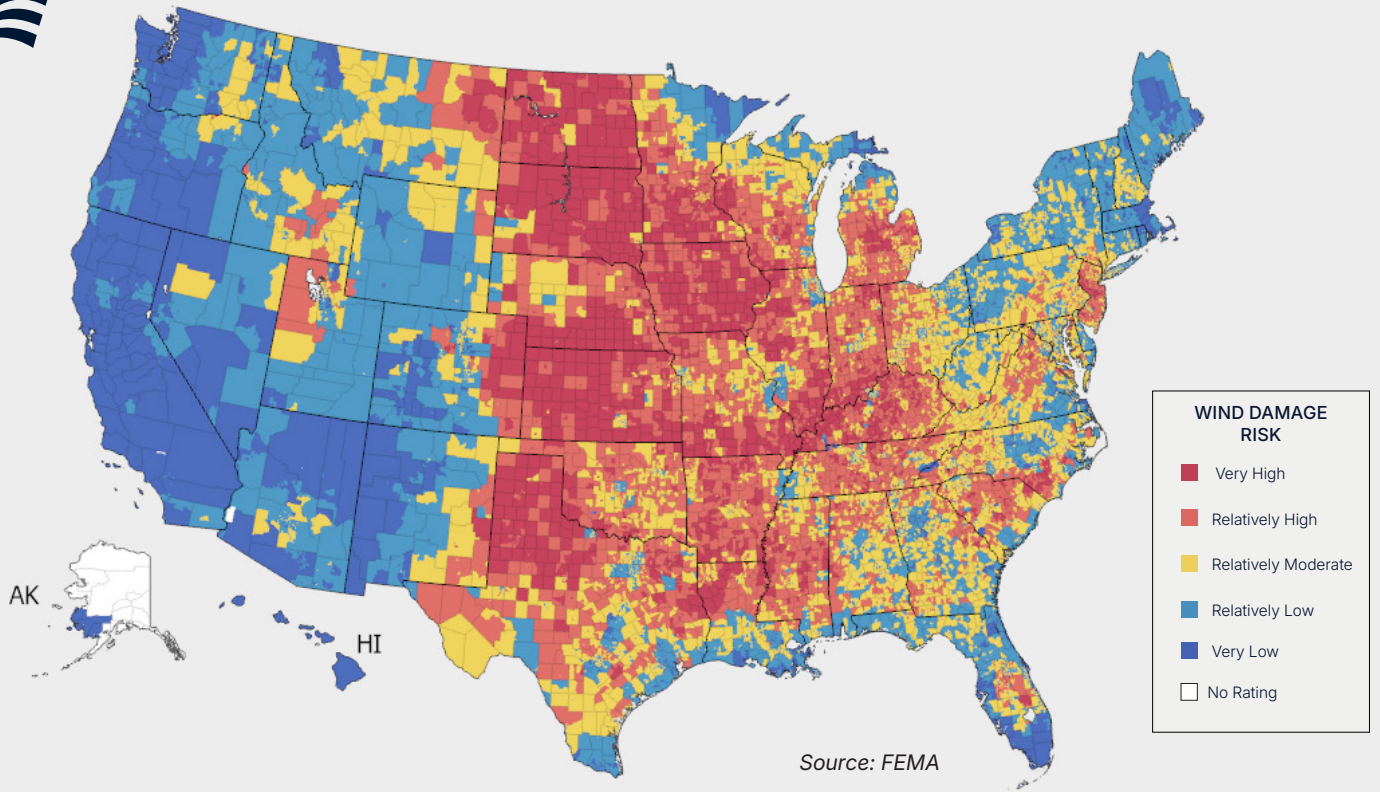 WIND DAMAGE
RISK
Very High
Relatively High
Relatively Moderate
Relatively Low
Very Low
No Rating
AK
HI
Source: FEMA